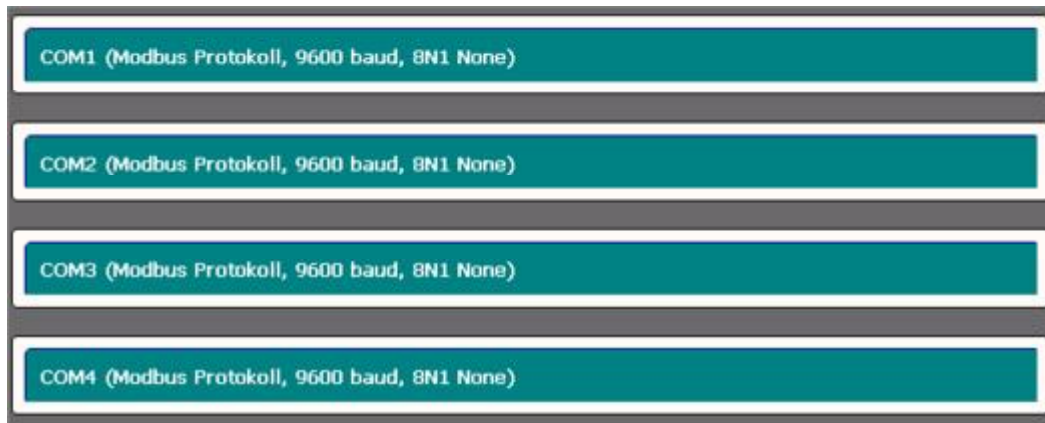 COM1 (Modbus Protokoll, 9600 baud, 8N1 None)
COM2 (Modbus Protokoll, 9600 baud, 8N1 None)
COM3 (Modbus Protokoll, 9600 baud, 8N1 None)
COM4 (Modbus Protokoll, 9600 baud, 8N1 None)